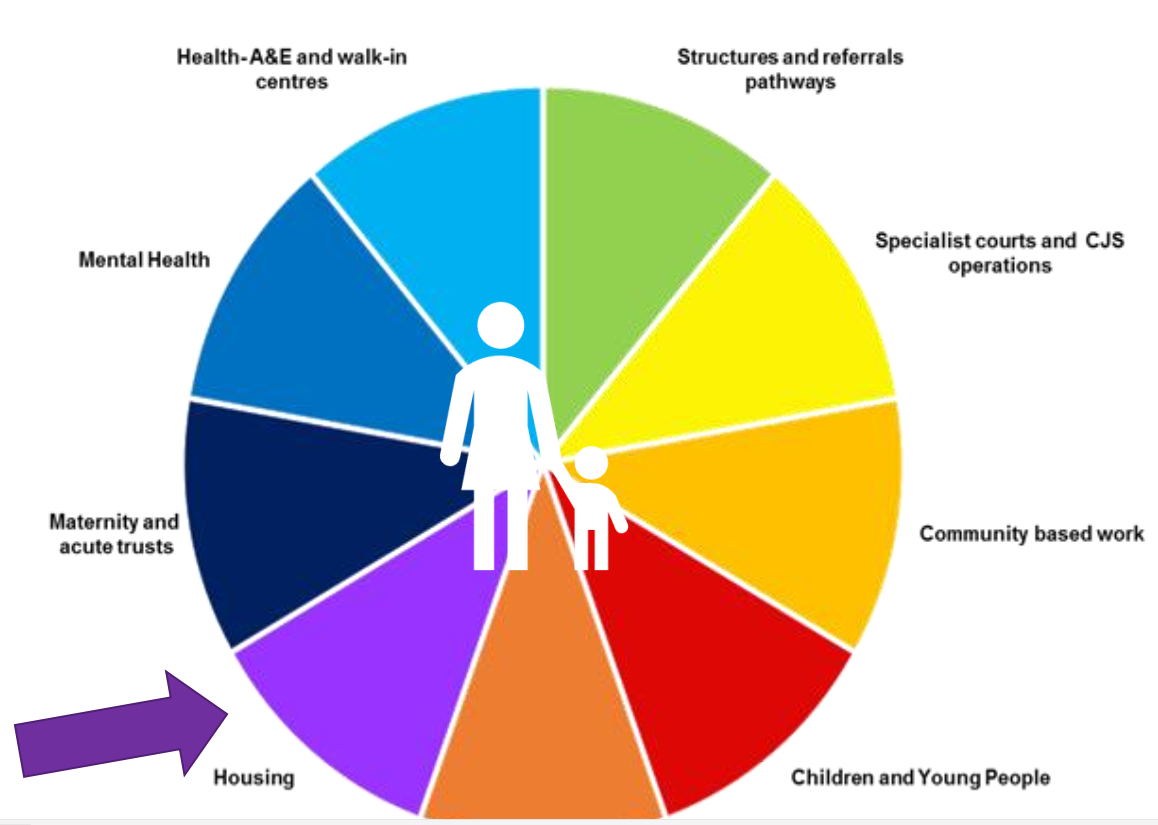 Health-A&E and walk-in
centres
Structures and referrals
pathways
Mental Health
Specialist courts and CJS
operations
Maternity and
acute trusts
Community based work
Housing
Children and Young People